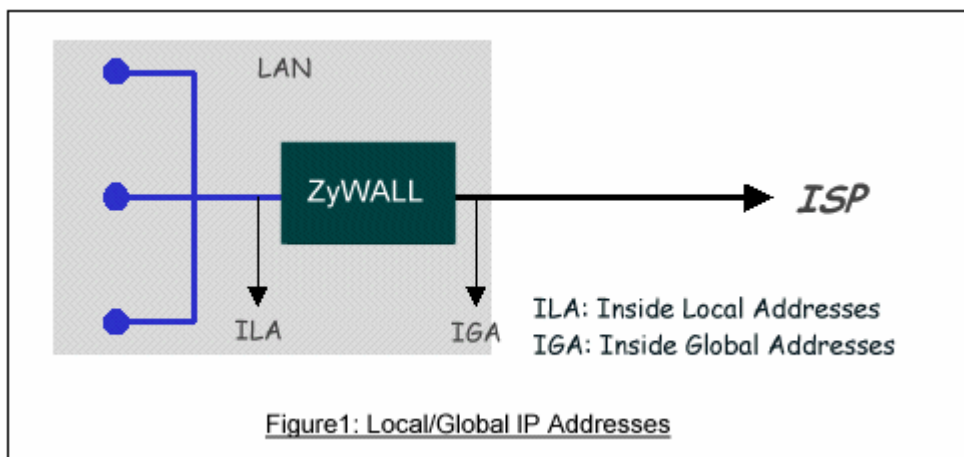 LAN
ZyWALL
ISP
ILA
IGA
ILA: Inside Local Addresses
IGA: Inside Global Addresses
Figure1: Local/Global IP Addresses